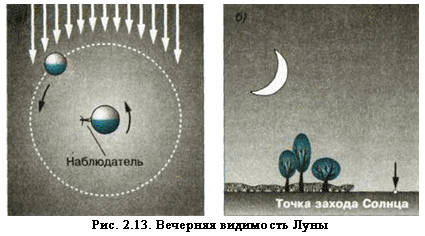 а)
б)
Наблюдатель
Точка захода Солнца
Рис. 2.13. Вечерняя видимость Луны